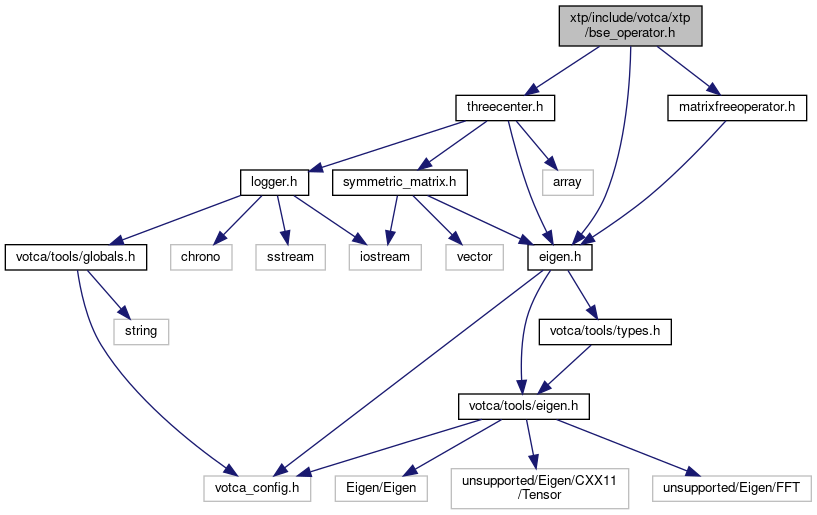 xtp/include/votca/xtp
/bse_operator.h
threecenter.h
matrixfreeoperator.h
logger.h
symmetric_matrix.h
array
votca/tools/globals.h
chrono
sstream
iostream
vector
eigen.h
string
votca/tools/types.h
votca/tools/eigen.h
votca_config.h
Eigen/Eigen
unsupported/Eigen/CXX11
/Tensor
unsupported/Eigen/FFT